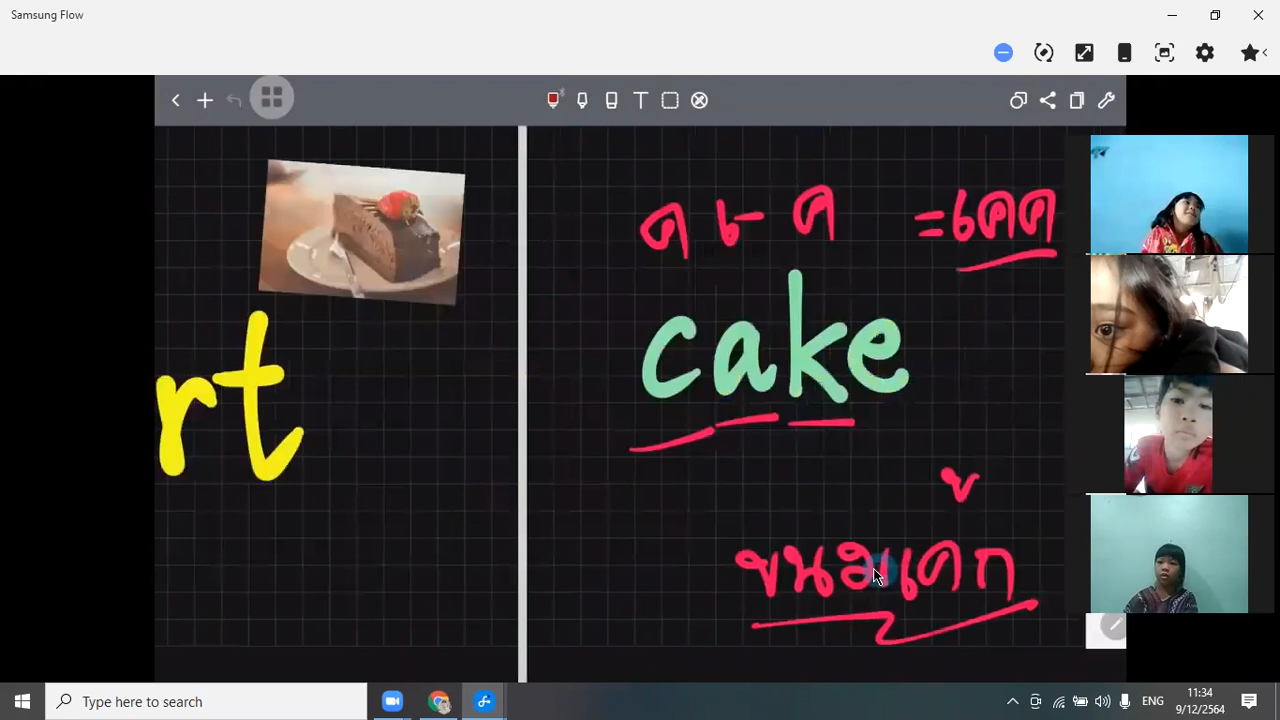 Samsung Flow
ค เ- ค =เคค
cake
rt
ขนมเคก
Type here to search
ENG
11:34
9/12/2564